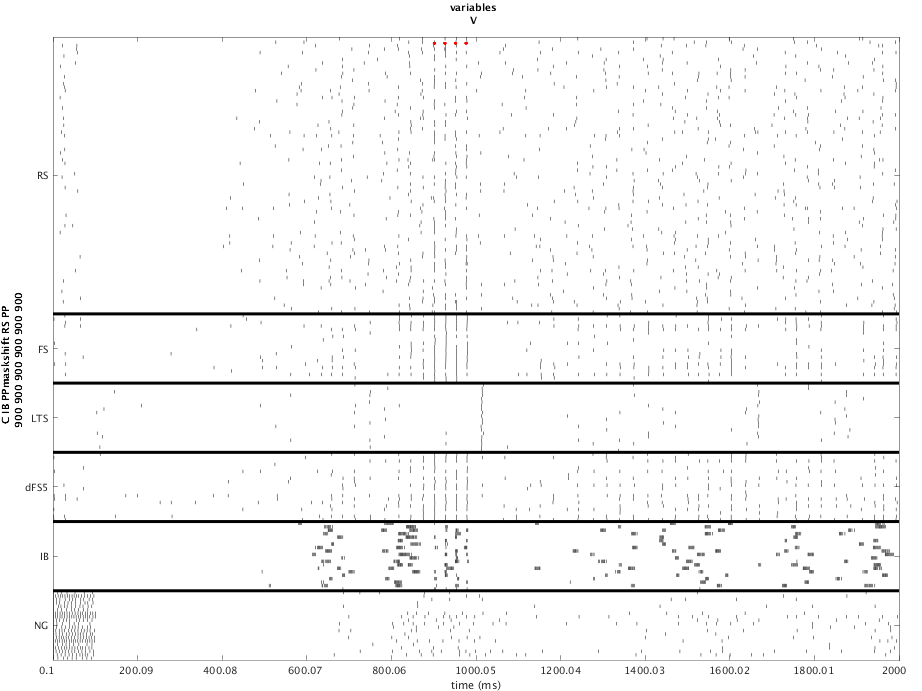 variables
V
C IB PPmaskshift RS PP
900 900 900 900 900 900
RS
FS
LTS
dFS5
IB
NG
0.1 200.09 400.08 600.07 800.06 1000.05 1200.04 1400.03 1600.02 1800.01 2000
time (ms)